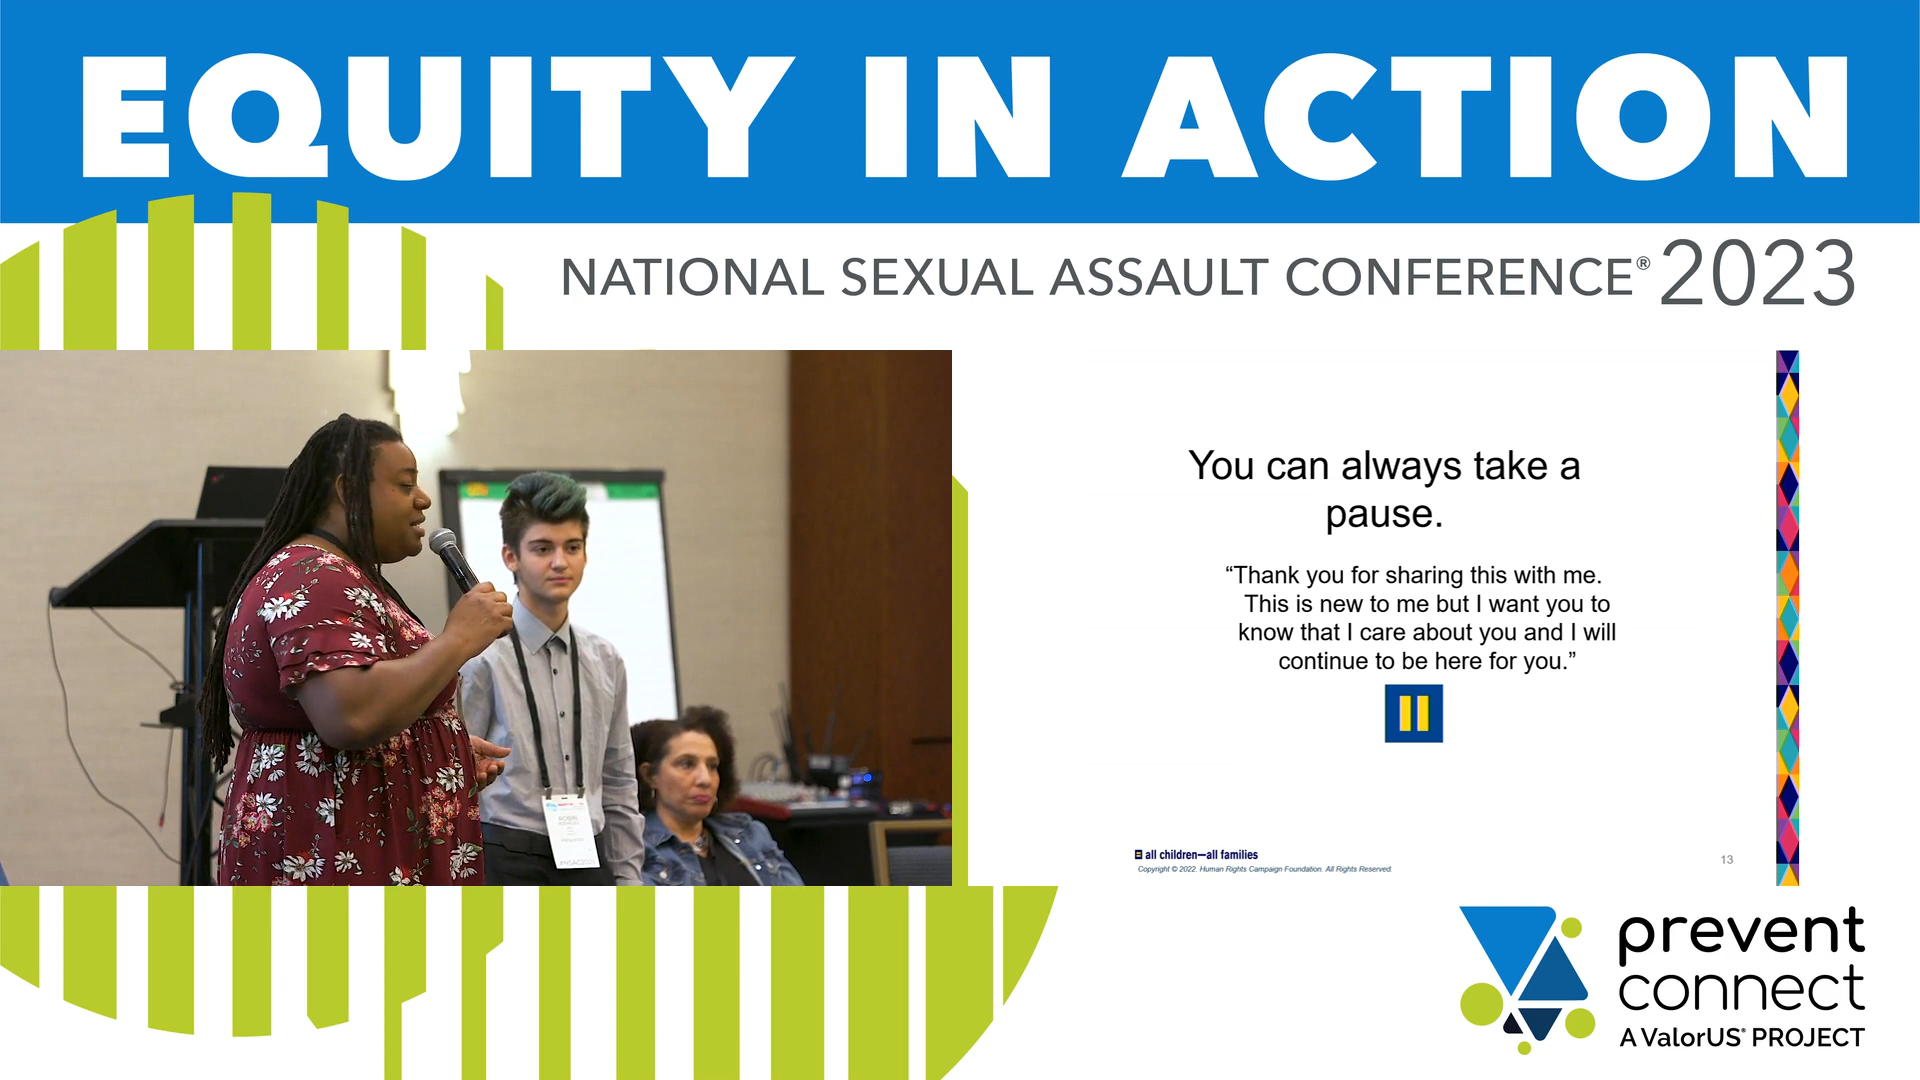 EQUITY IN ACTION
NATIONAL SEXUAL ASSAULT CONFERENCE® 2023
You can always take a
pause.
“Thank you for sharing this with me.
This is new to me but I want you to
know that I care about you and I will
continue to be here for you.”
all children—all families
Copyright © 2022. Human Rights Campaign Foundation. All Rights Reserved.
13
ROBIN
#NSAC2023
prevent
connect
A ValorUS® PROJECT